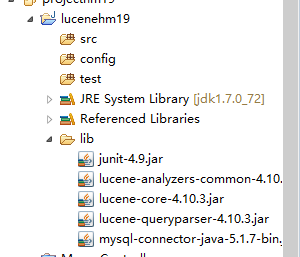 lucenehm19
src
config
test
JRE System Library [jdk1.7.0_72]
Referenced Libraries
lib
junit-4.9.jar
lucene-analyzers-common-4.10.
lucene-core-4.10.3.jar
lucene-queryparser-4.10.3.jar
mysql-connector-java-5.1.7-bin.